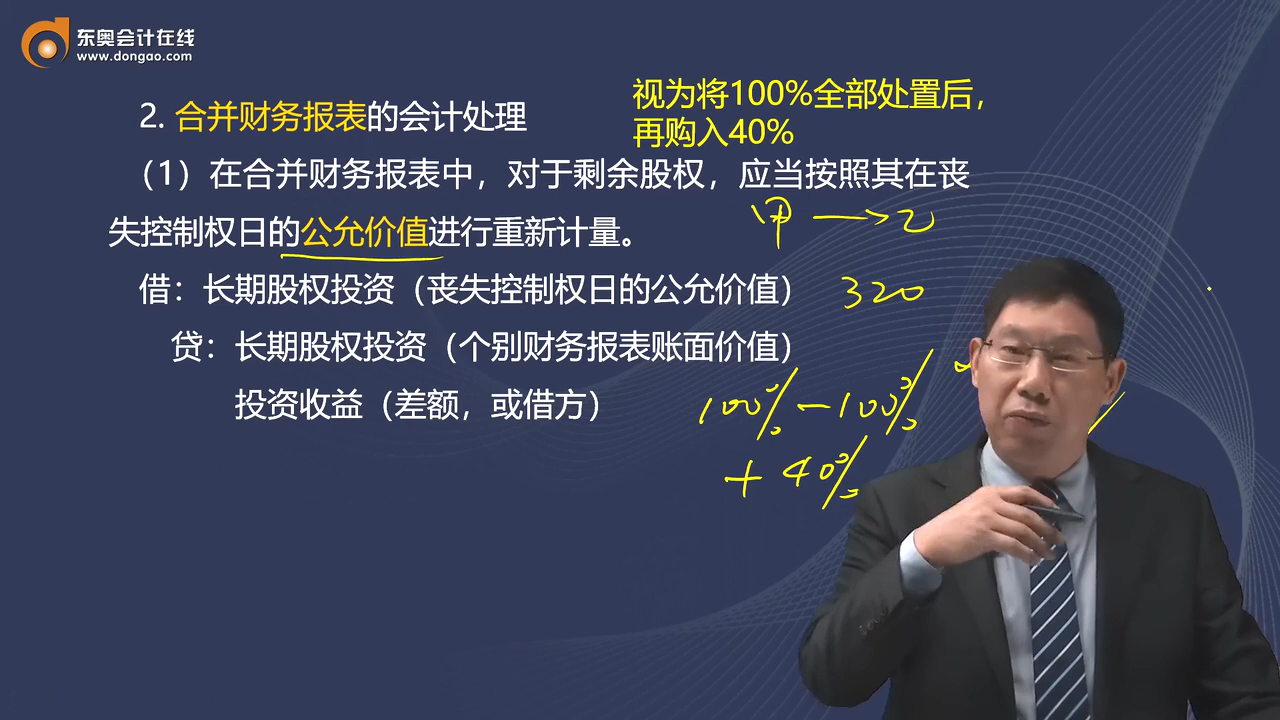 东奥会计在线
www.dongao.com
视为将100%全部处置后，
再购入40%
2. 合并财务报表的会计处理
（1）在合并财务报表中，对于剩余股权，应当按照其在丧
失控制权日的公允价值进行重新计量。
甲 → 乙
借：长期股权投资（丧失控制权日的公允价值）
320
贷：长期股权投资（个别财务报表账面价值）
投资收益（差额，或借方）
100% - 100%
+ 40%